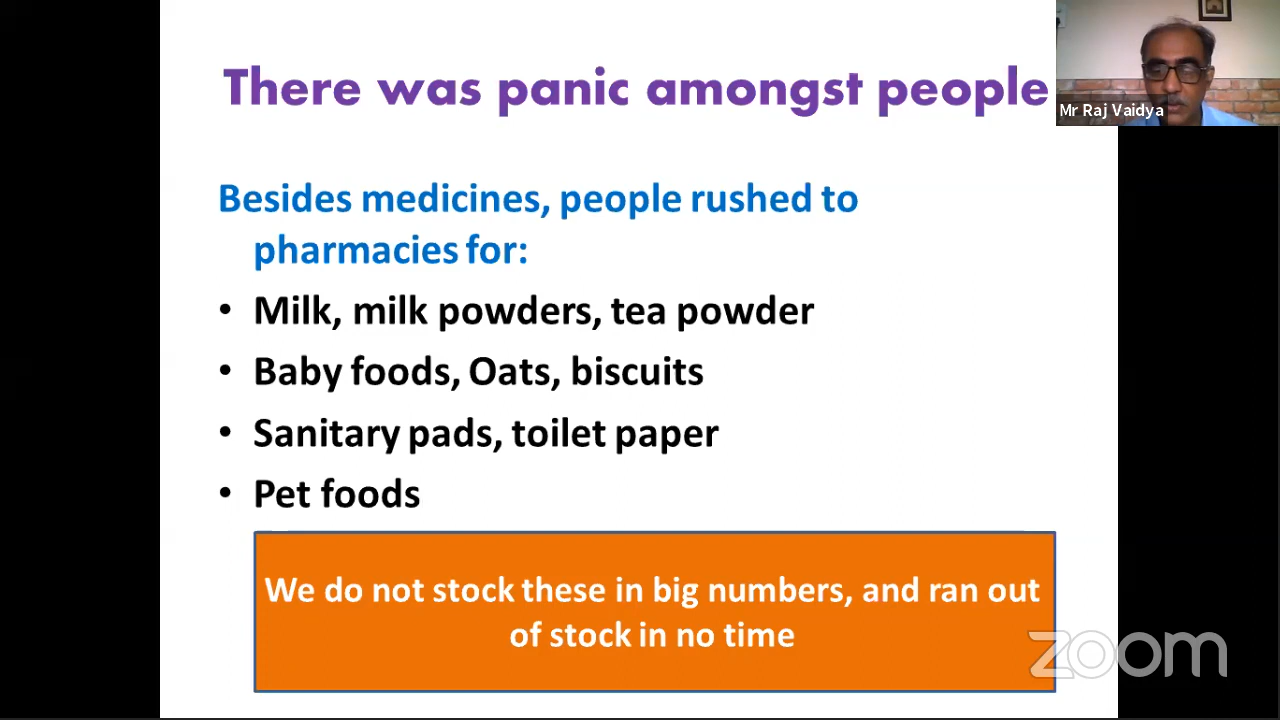 There was panic amongst people
Mr Raj Vaidya
Besides medicines, people rushed to
pharmacies for:
• Milk, milk powders, tea powder
• Baby foods, Oats, biscuits
• Sanitary pads, toilet paper
• Pet foods
We do not stock these in big numbers, and ran out
of stock in no time
zoom